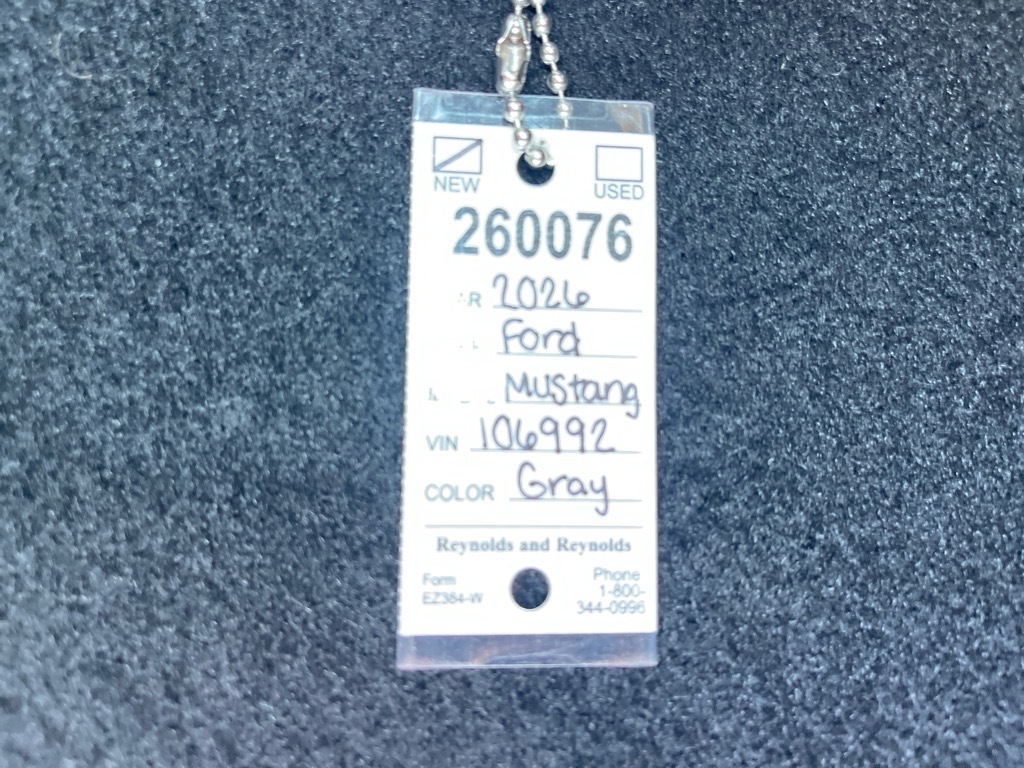 NEW USED
260076
2026
Ford
Mustang
VIN 106992
COLOR Gray
Reynolds and Reynolds
Form
EZ384-W
Phone
1-800-
344-0996